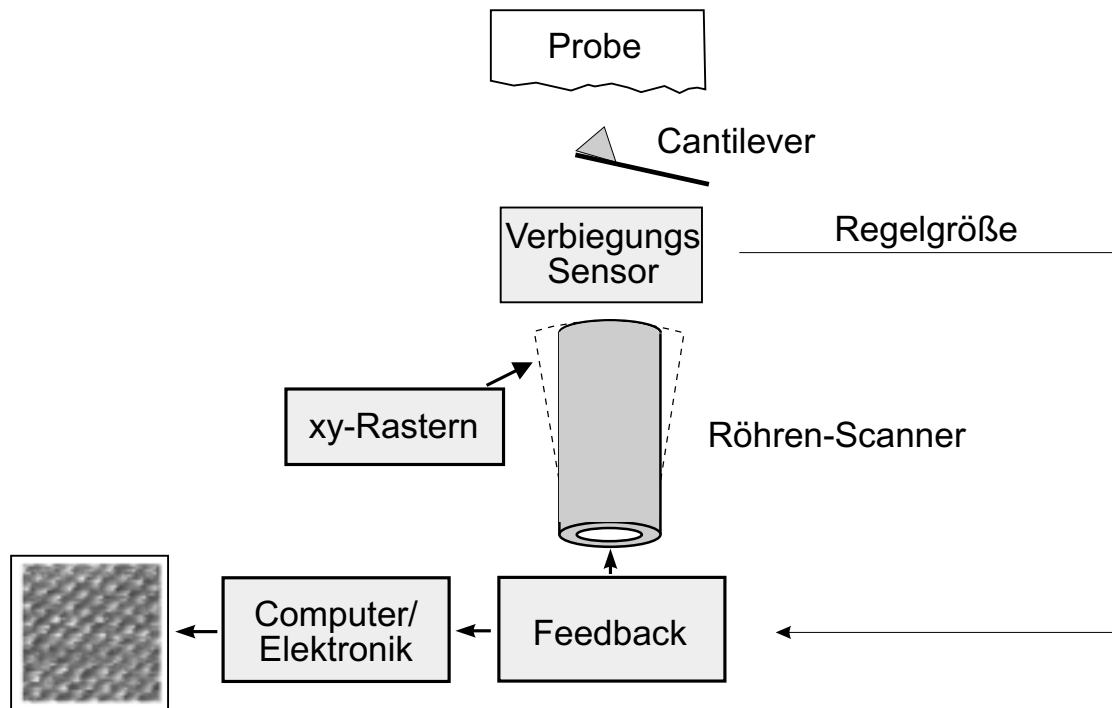 Probe
Cantilever
Verbiegungs
Sensor
Regelgröße
xy-Rastern
Röhren-Scanner
Computer/
Elektronik
Feedback